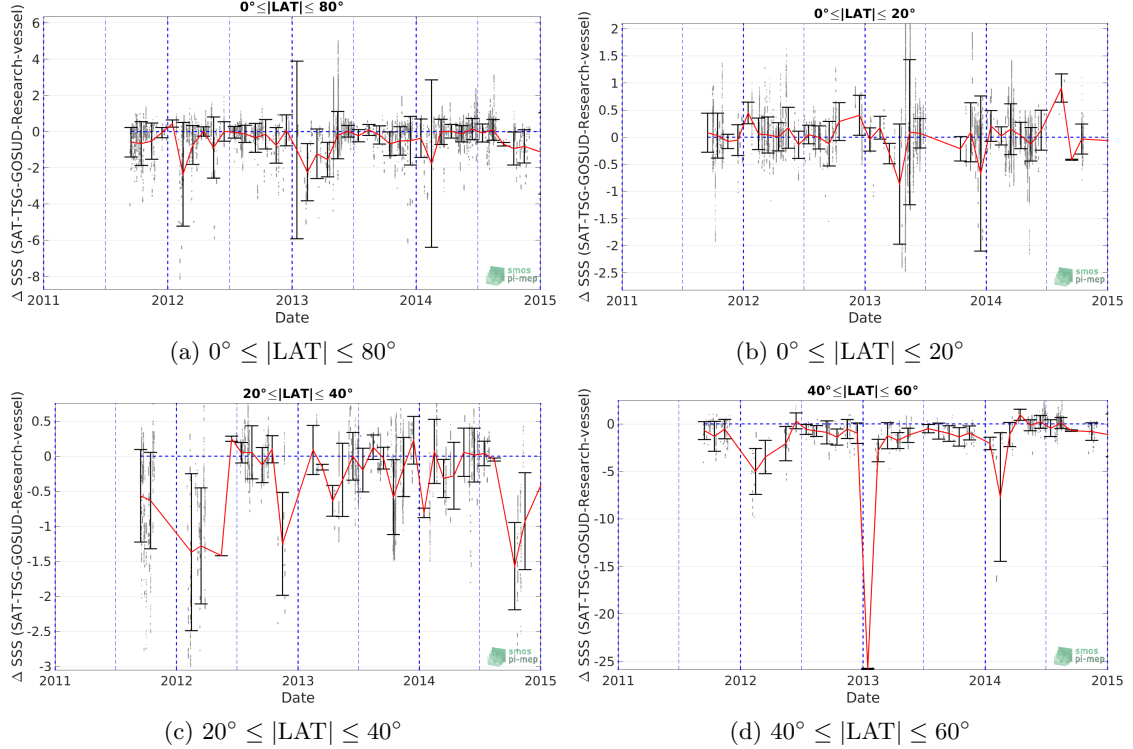 0°≤|LAT|≤ 80°
Δ SSS (SAT-TSG-GOSUD-Research-vessel)
6
4
2
0
-2
-4
-6
-8
2011
2012
2013
2014
2015
Date
smos
pi-mep
(a) 0° ≤ |LAT| ≤ 80°
0°≤|LAT|≤ 20°
Δ SSS (SAT-TSG-GOSUD-Research-vessel)
2
1.5
1
0.5
0
-0.5
-1
-1.5
-2
-2.5
2011
2012
2013
2014
2015
Date
smos
pi-mep
(b) 0° ≤ |LAT| ≤ 20°
20°≤|LAT|≤ 40°
Δ SSS (SAT-TSG-GOSUD-Research-vessel)
0.5
0
-0.5
-1
-1.5
-2
-2.5
-3
2011
2012
2013
2014
2015
Date
smos
pi-mep
(c) 20° ≤ |LAT| ≤ 40°
40°≤|LAT|≤ 60°
Δ SSS (SAT-TSG-GOSUD-Research-vessel)
0
-5
-10
-15
-20
-25
2011
2012
2013
2014
2015
Date
smos
pi-mep
(d) 40° ≤ |LAT| ≤ 60°